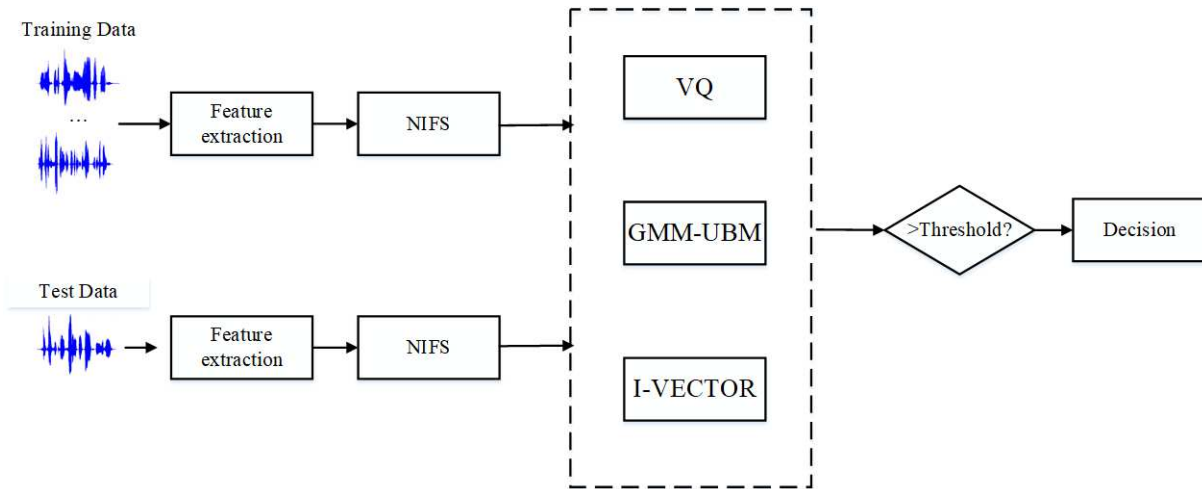 Training Data
...
Feature
extraction
NIFS
VQ
GMM-UBM
>Threshold?
Decision
Test Data
Feature
extraction
NIFS
I-VECTOR